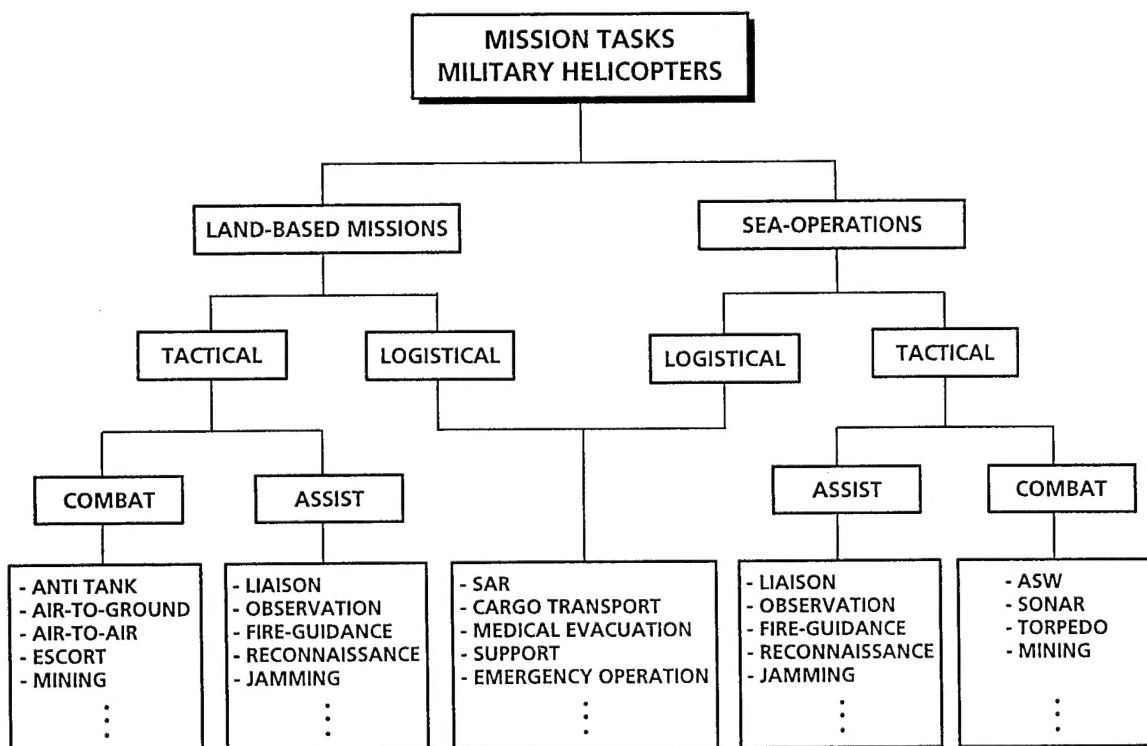 MISSION TASKS
MILITARY HELICOPTERS
LAND-BASED MISSIONS
SEA-OPERATIONS
TACTICAL
LOGISTICAL
LOGISTICAL
TACTICAL
COMBAT
ASSIST
ASSIST
COMBAT
- ANTI TANK
- AIR-TO-GROUND
- AIR-TO-AIR
- ESCORT
- MINING
- LIAISON
- OBSERVATION
- FIRE-GUIDANCE
- RECONNAISSANCE
- JAMMING
- SAR
- CARGO TRANSPORT
- MEDICAL EVACUATION
- SUPPORT
- EMERGENCY OPERATION
- LIAISON
- OBSERVATION
- FIRE-GUIDANCE
- RECONNAISSANCE
- JAMMING
- ASW
- SONAR
- TORPEDO
- MINING